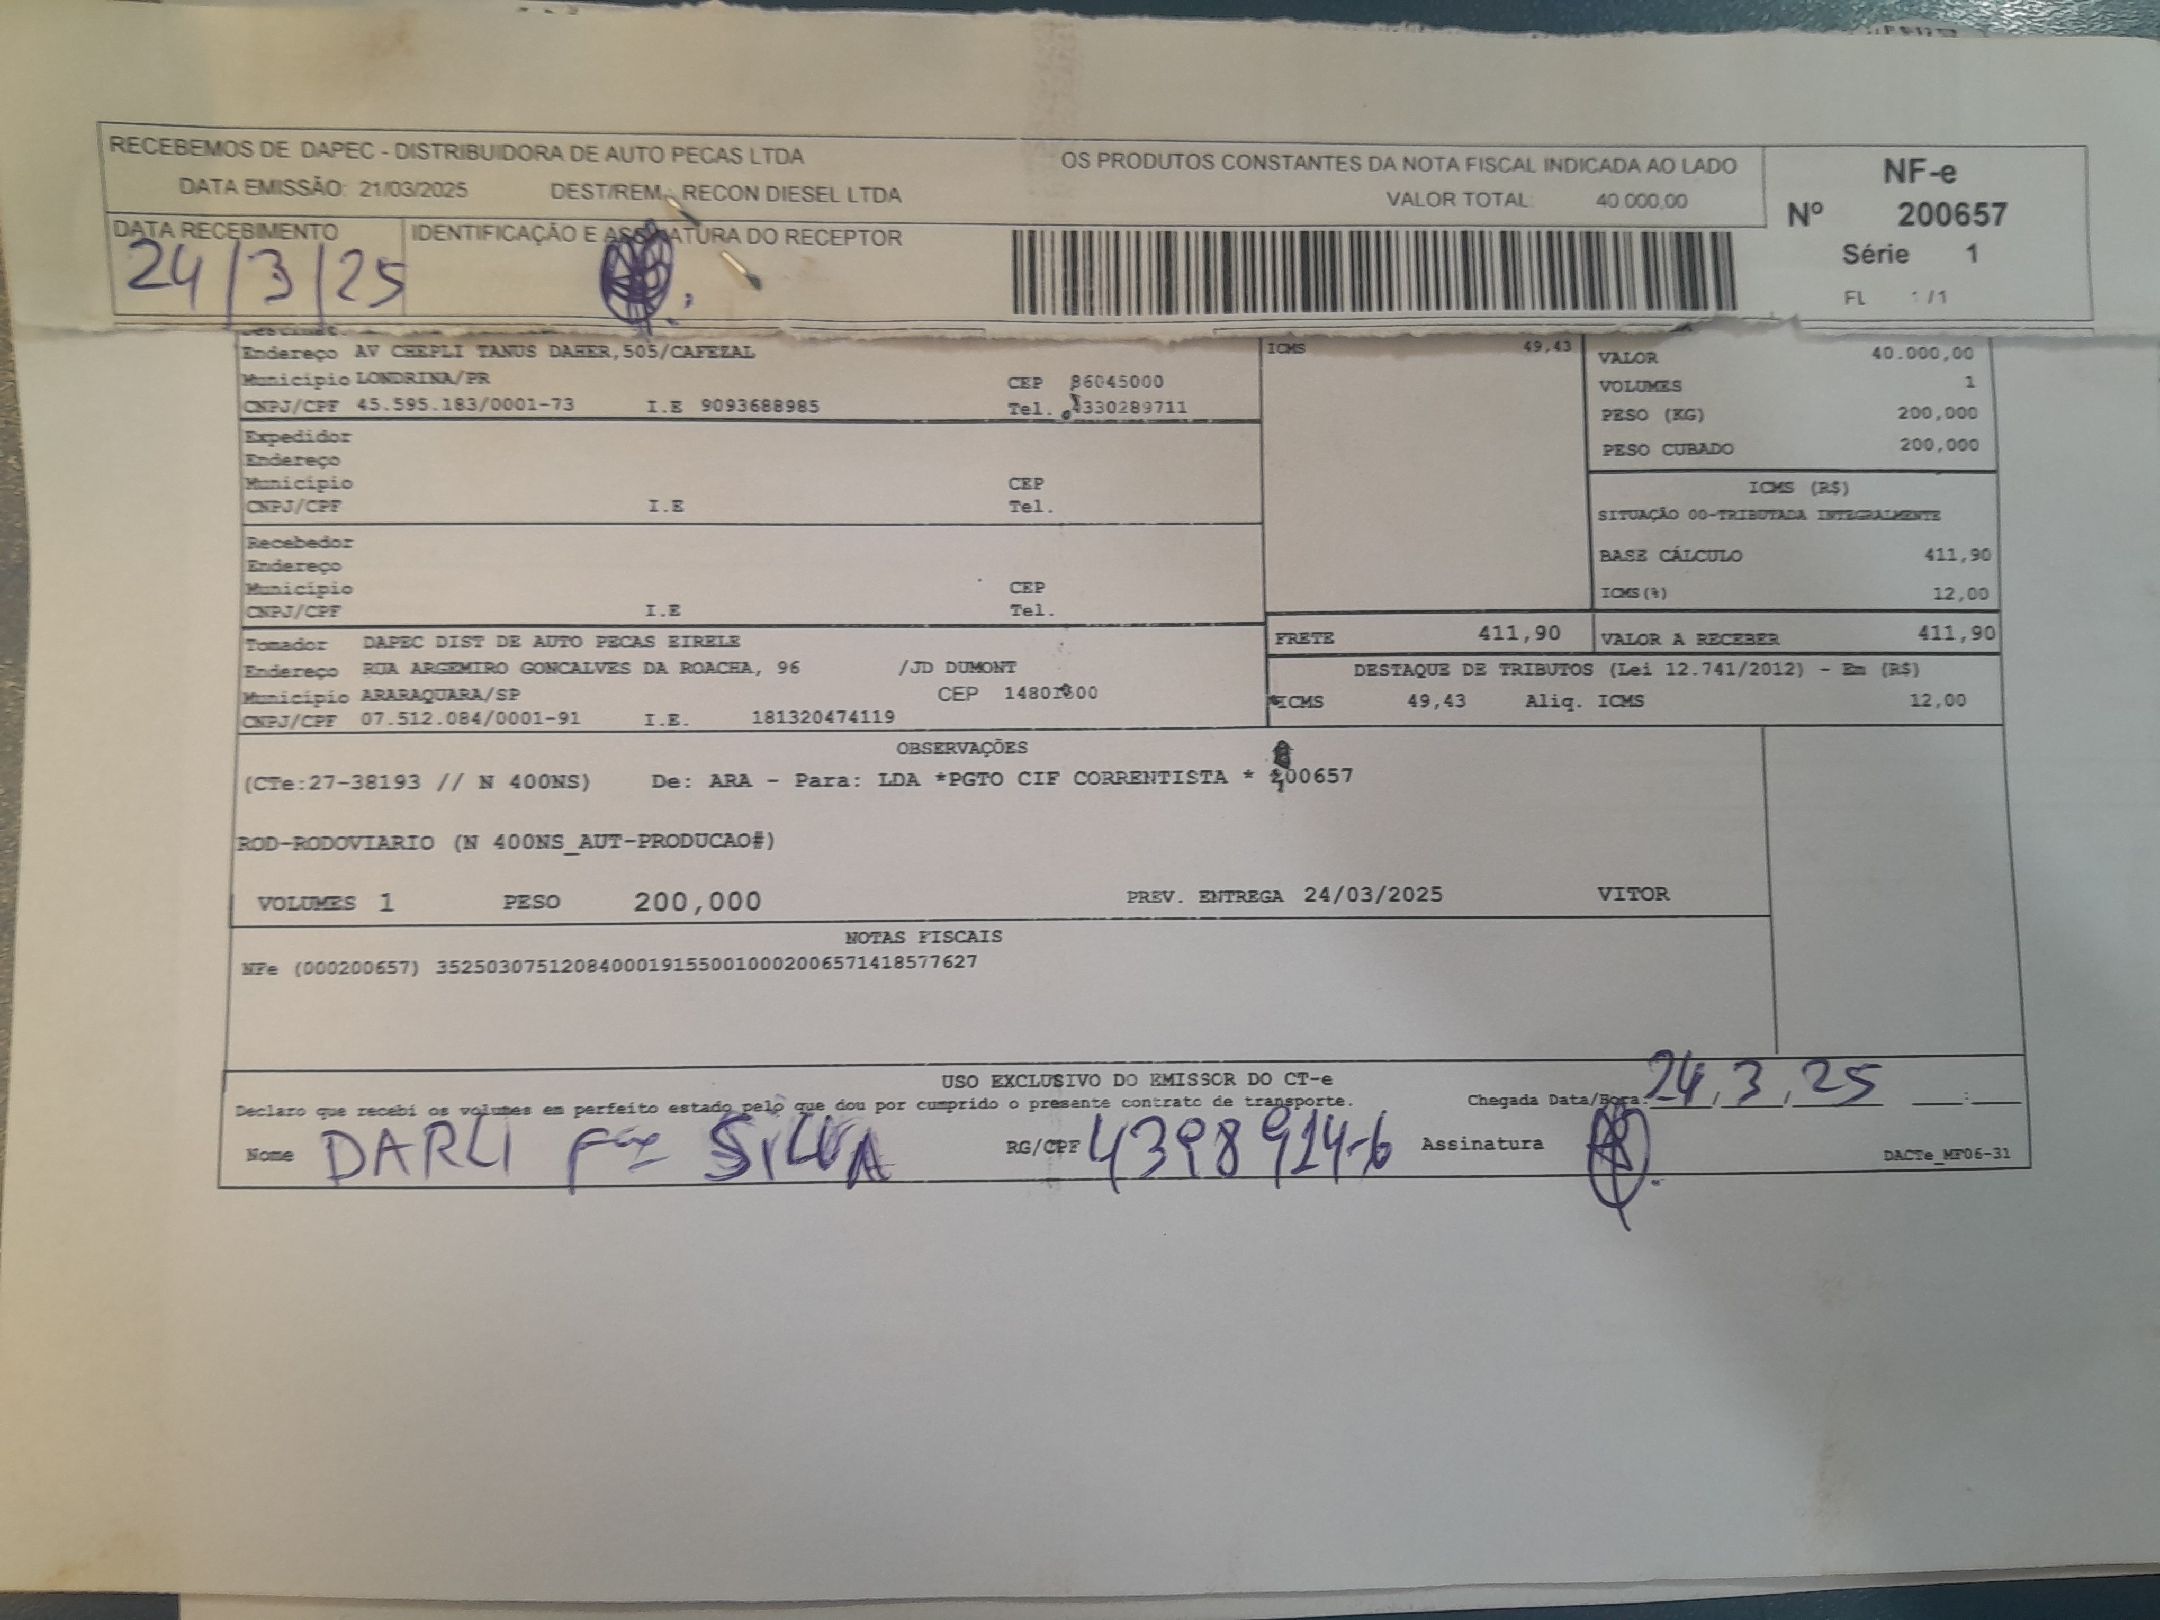 RECEBEMOS DE DAPEC - DISTRIBUIDORA DE AUTO PECAS LTDA OS PRODUTOS CONSTANTES DA NOTA FISCAL INDICADA AO LADO
DATA EMISSÃO: 21/03/2025 DEST/REM.: RECON DIESEL LTDA VALOR TOTAL: 40.000,00
NF-e
Nº 200657
Série 1
FL 1 /1
DATA RECEBIMENTO IDENTIFICAÇÃO E ASSINATURA DO RECEPTOR
24/3/25
Endereço AV CHEPLI TANUS DAHER,505/CAFEZAL
Município LONDRINA/PR CEP 86045000
CNPJ/CPF 45.595.183/0001-73 I.E 9093688985 Tel. 4330289711
ICMS 49,43
VALOR 40.000,00
VOLUMES 1
PESO (KG) 200,000
PESO CUBADO 200,000
Expedidor
Endereço
Município CEP
CNPJ/CPF I.E Tel.
ICMS (R$)
SITUAÇÃO 00-TRIBUTADA INTEGRALMENTE
BASE CÁLCULO 411,90
ICMS(%) 12,00
Recebedor
Endereço
Município CEP
CNPJ/CPF I.E Tel.
FRETE 411,90 VALOR A RECEBER 411,90
Tomador DAPEC DIST DE AUTO PECAS EIRELE
Endereço RUA ARGEMIRO GONCALVES DA ROACHA, 96 /JD DUMONT
Município ARARAQUARA/SP CEP 14801300
CNPJ/CPF 07.512.084/0001-91 I.E. 181320474119
DESTAQUE DE TRIBUTOS (Lei 12.741/2012) - Em (R$)
ICMS 49,43 Aliq. ICMS 12,00
OBSERVAÇÕES
(CTe:27-38193 // N 400NS) De: ARA - Para: LDA *PGTO CIF CORRENTISTA * 200657
ROD-RODOVIARIO (N 400NS_AUT-PRODUCAO#)
VOLUMES 1 PESO 200,000 PREV. ENTREGA 24/03/2025 VITOR
NOTAS FISCAIS
NFe (000200657) 35250307512084000191550010002006571418577627
USO EXCLUSIVO DO EMISSOR DO CT-e
Declaro que recebi os volumes em perfeito estado pelo que dou por cumprido o presente contrato de transporte. Chegada Data/Hora: 24/3/25 __:__
Nome DARLI SILVA RG/CPF 4398914-6 Assinatura
DACTe_MF06-31